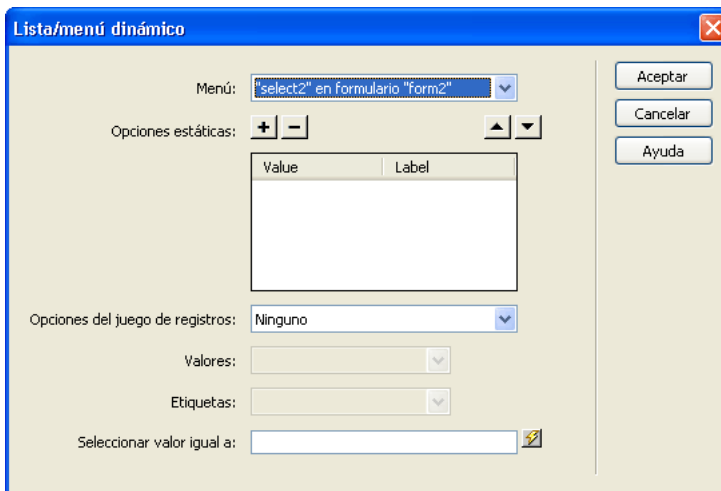 Lista/menú dinámico
Menú: "select2" en formulario "form2"
Aceptar
Cancelar
Ayuda
Opciones estáticas:
Value Label
Opciones del juego de registros: Ninguno
Valores:
Etiquetas:
Seleccionar valor igual a: